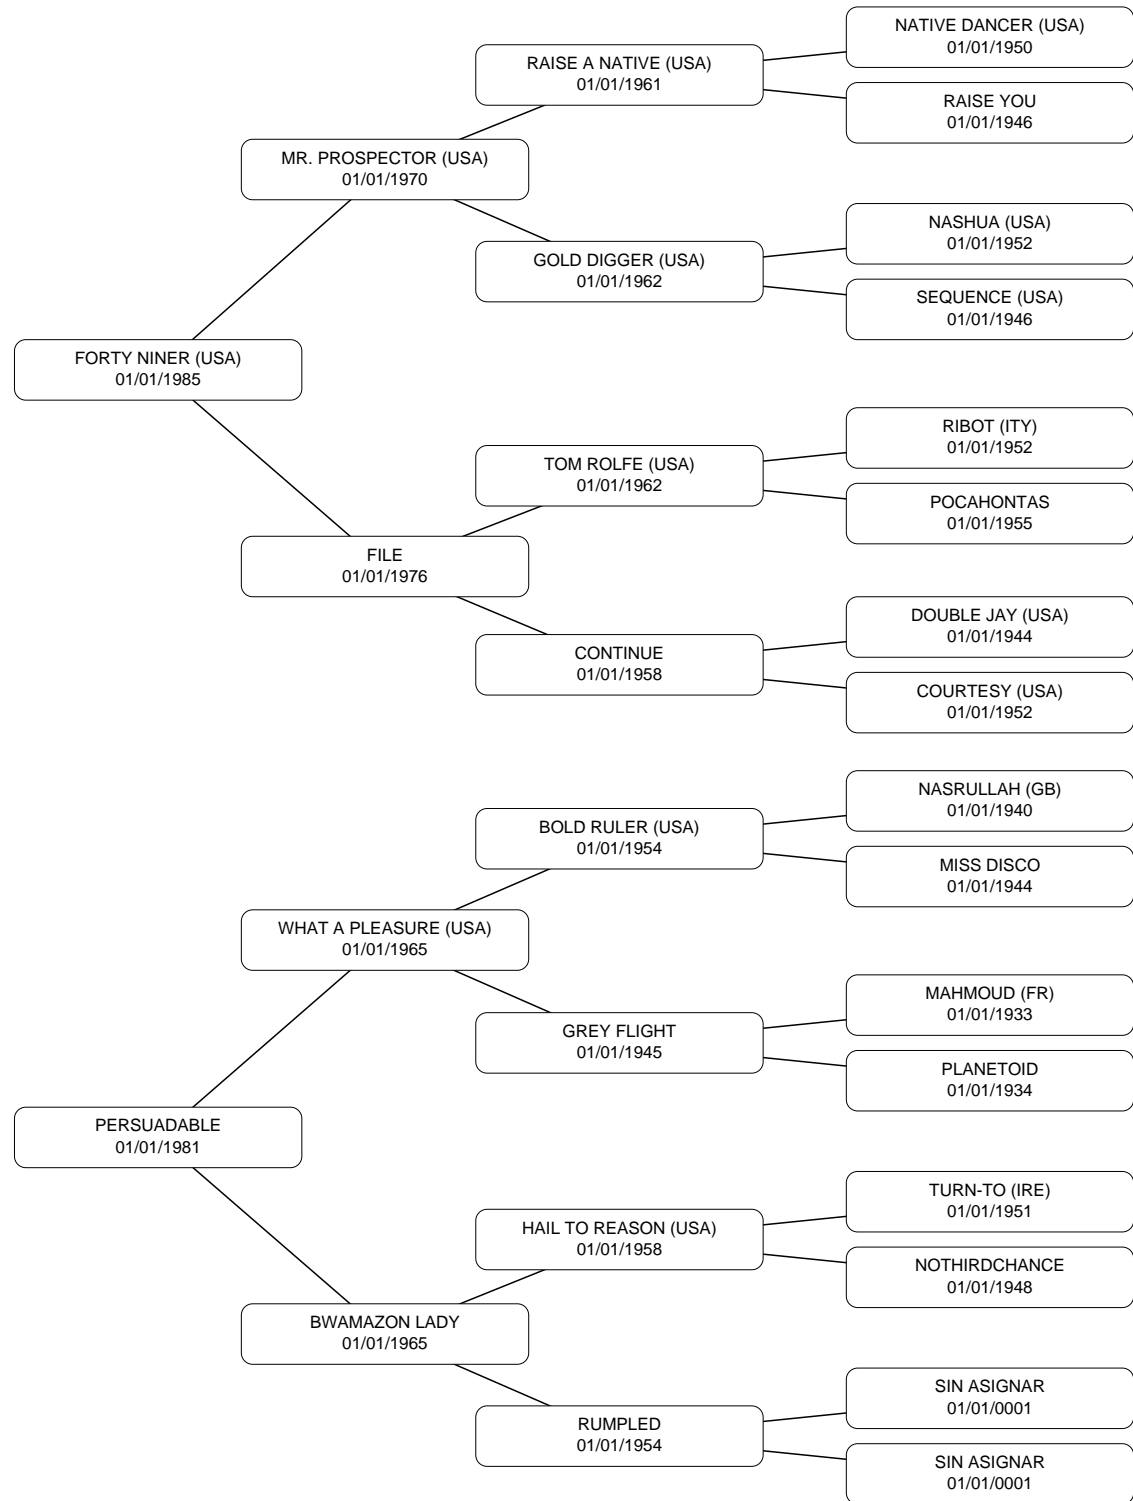 NATIVE DANCER (USA)
01/01/1950
RAISE A NATIVE (USA)
01/01/1961
RAISE YOU
01/01/1946
MR. PROSPECTOR (USA)
01/01/1970
NASHUA (USA)
01/01/1952
GOLD DIGGER (USA)
01/01/1962
SEQUENCE (USA)
01/01/1946
FORTY NINER (USA)
01/01/1985
RIBOT (ITY)
01/01/1952
TOM ROLFE (USA)
01/01/1962
POCAHONTAS
01/01/1955
FILE
01/01/1976
DOUBLE JAY (USA)
01/01/1944
CONTINUE
01/01/1958
COURTESY (USA)
01/01/1952
NASRULLAH (GB)
01/01/1940
BOLD RULER (USA)
01/01/1954
MISS DISCO
01/01/1944
WHAT A PLEASURE (USA)
01/01/1965
MAHMOUD (FR)
01/01/1933
GREY FLIGHT
01/01/1945
PLANETOID
01/01/1934
PERSUADABLE
01/01/1981
TURN-TO (IRE)
01/01/1951
HAIL TO REASON (USA)
01/01/1958
NOTHIRDCHANCE
01/01/1948
BWAMAZON LADY
01/01/1965
SIN ASIGNAR
01/01/0001
RUMPLED
01/01/1954
SIN ASIGNAR
01/01/0001